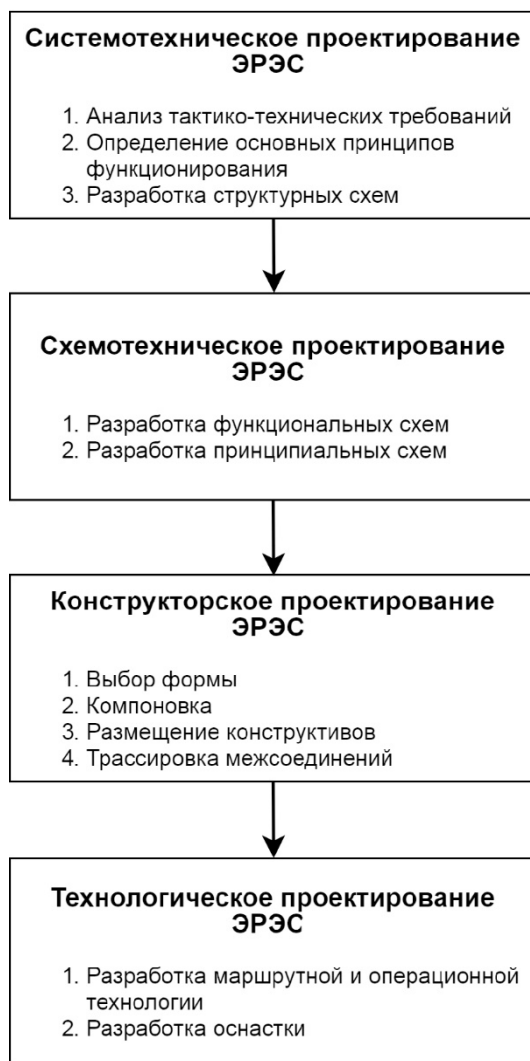 Системотехническое проектирование
ЭРЭС
1. Анализ тактико-технических требований
2. Определение основных принципов
функционирования
3. Разработка структурных схем
Схемотехническое проектирование
ЭРЭС
1. Разработка функциональных схем
2. Разработка принципиальных схем
Конструкторское проектирование
ЭРЭС
1. Выбор формы
2. Компоновка
3. Размещение конструктивов
4. Трассировка межсоединений
Технологическое проектирование
ЭРЭС
1. Разработка маршрутной и операционной
технологии
2. Разработка оснастки